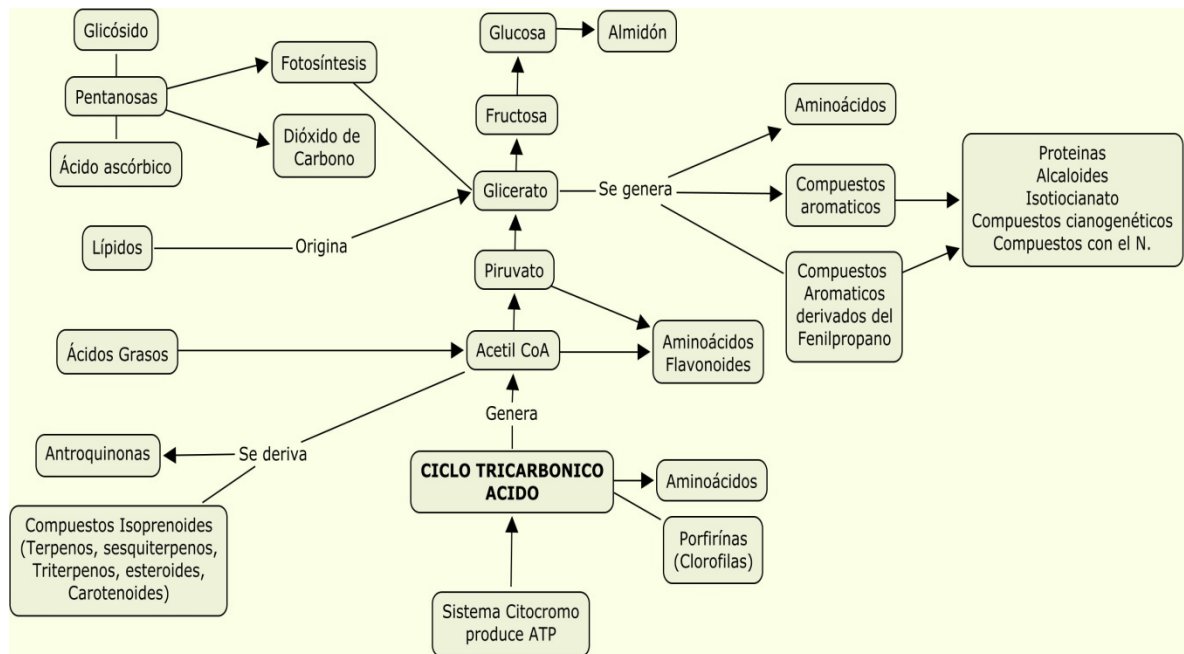 Glicósido
Pentanosas
Ácido ascórbico
Fotosíntesis
Dióxido de
Carbono
Lípidos
Origina
Glucosa
Almidón
Fructosa
Glicerato
Se genera
Aminoácidos
Compuestos
aromaticos
Compuestos
Aromaticos
derivados del
Fenilpropano
Proteinas
Alcaloides
Isotiocianato
Compuestos cianogenéticos
Compuestos con el N.
Piruvato
Ácidos Grasos
Acetil CoA
Aminoácidos
Flavonoides
Genera
Antroquinonas
Se deriva
Compuestos Isoprenoides
(Terpenos, sesquiterpenos,
Triterpenos, esteroides,
Carotenoides)
CICLO TRICARBONICO
ACIDO
Aminoácidos
Porfirínas
(Clorofilas)
Sistema Citocromo
produce ATP